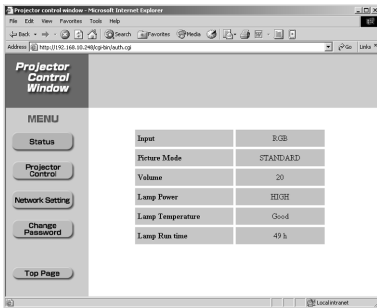 Projector control window - Microsoft Internet Explorer
File Edit View Favorites Tools Help
Back Search Favorites Media
Address http://192.168.10.248/cgi-bin/auth.cgi Go Links
Projector
Control
Window
MENU
Status
Projector
Control
Network Setting
Change
Password
Top Page
Input RGB
Picture Mode STANDARD
Volume 20
Lamp Power HIGH
Lamp Temperature Good
Lamp Run time 49 h
Local intranet